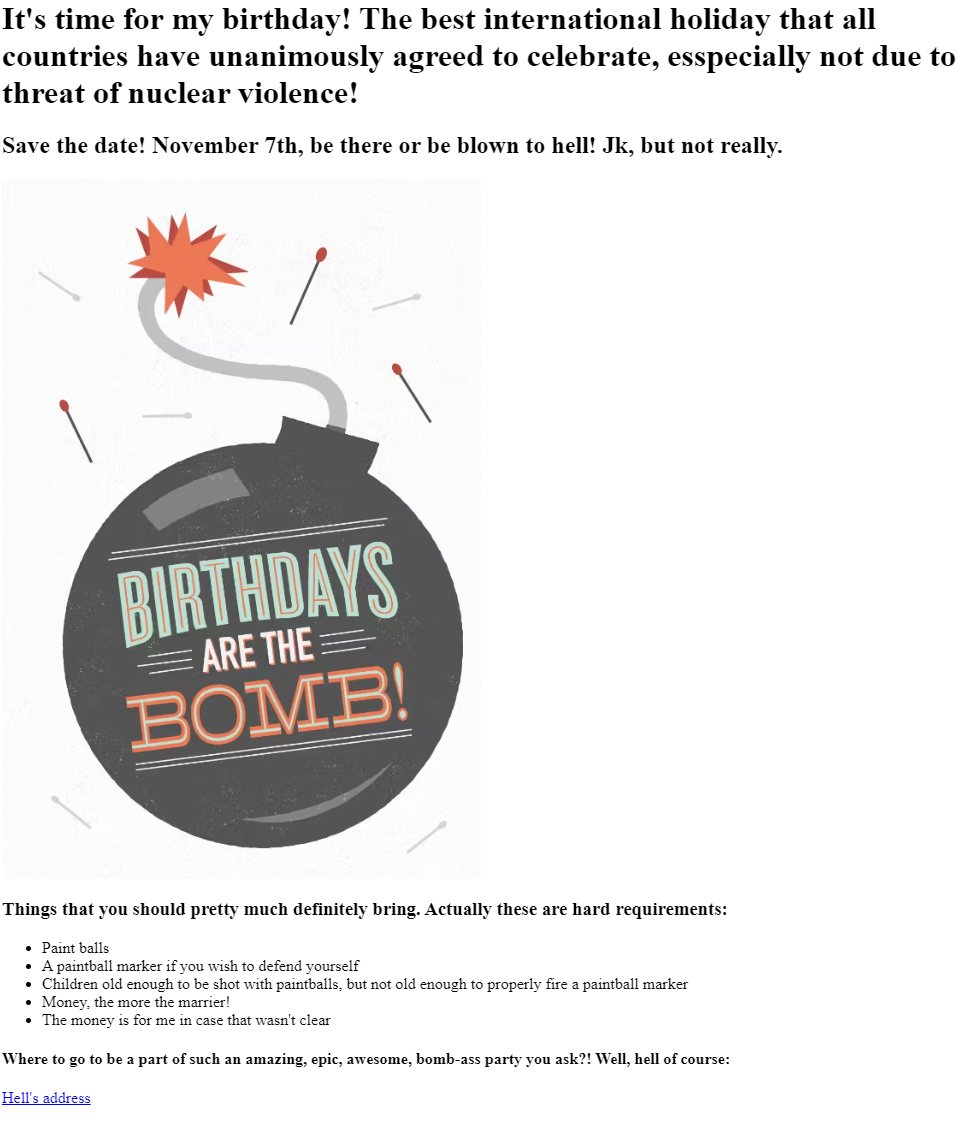 It's time for my birthday! The best international holiday that all
countries have unanimously agreed to celebrate, esspecially not due to
threat of nuclear violence!
Save the date! November 7th, be there or be blown to hell! Jk, but not really.
BIRTHDAYS
ARE THE
BOMB!
Things that you should pretty much definitely bring. Actually these are hard requirements:
Paint balls
A paintball marker if you wish to defend yourself
Children old enough to be shot with paintballs, but not old enough to properly fire a paintball marker
Money, the more the marrier!
The money is for me in case that wasn't clear
Where to go to be a part of such an amazing, epic, awesome, bomb-ass party you ask?! Well, hell of course:
Hell's address